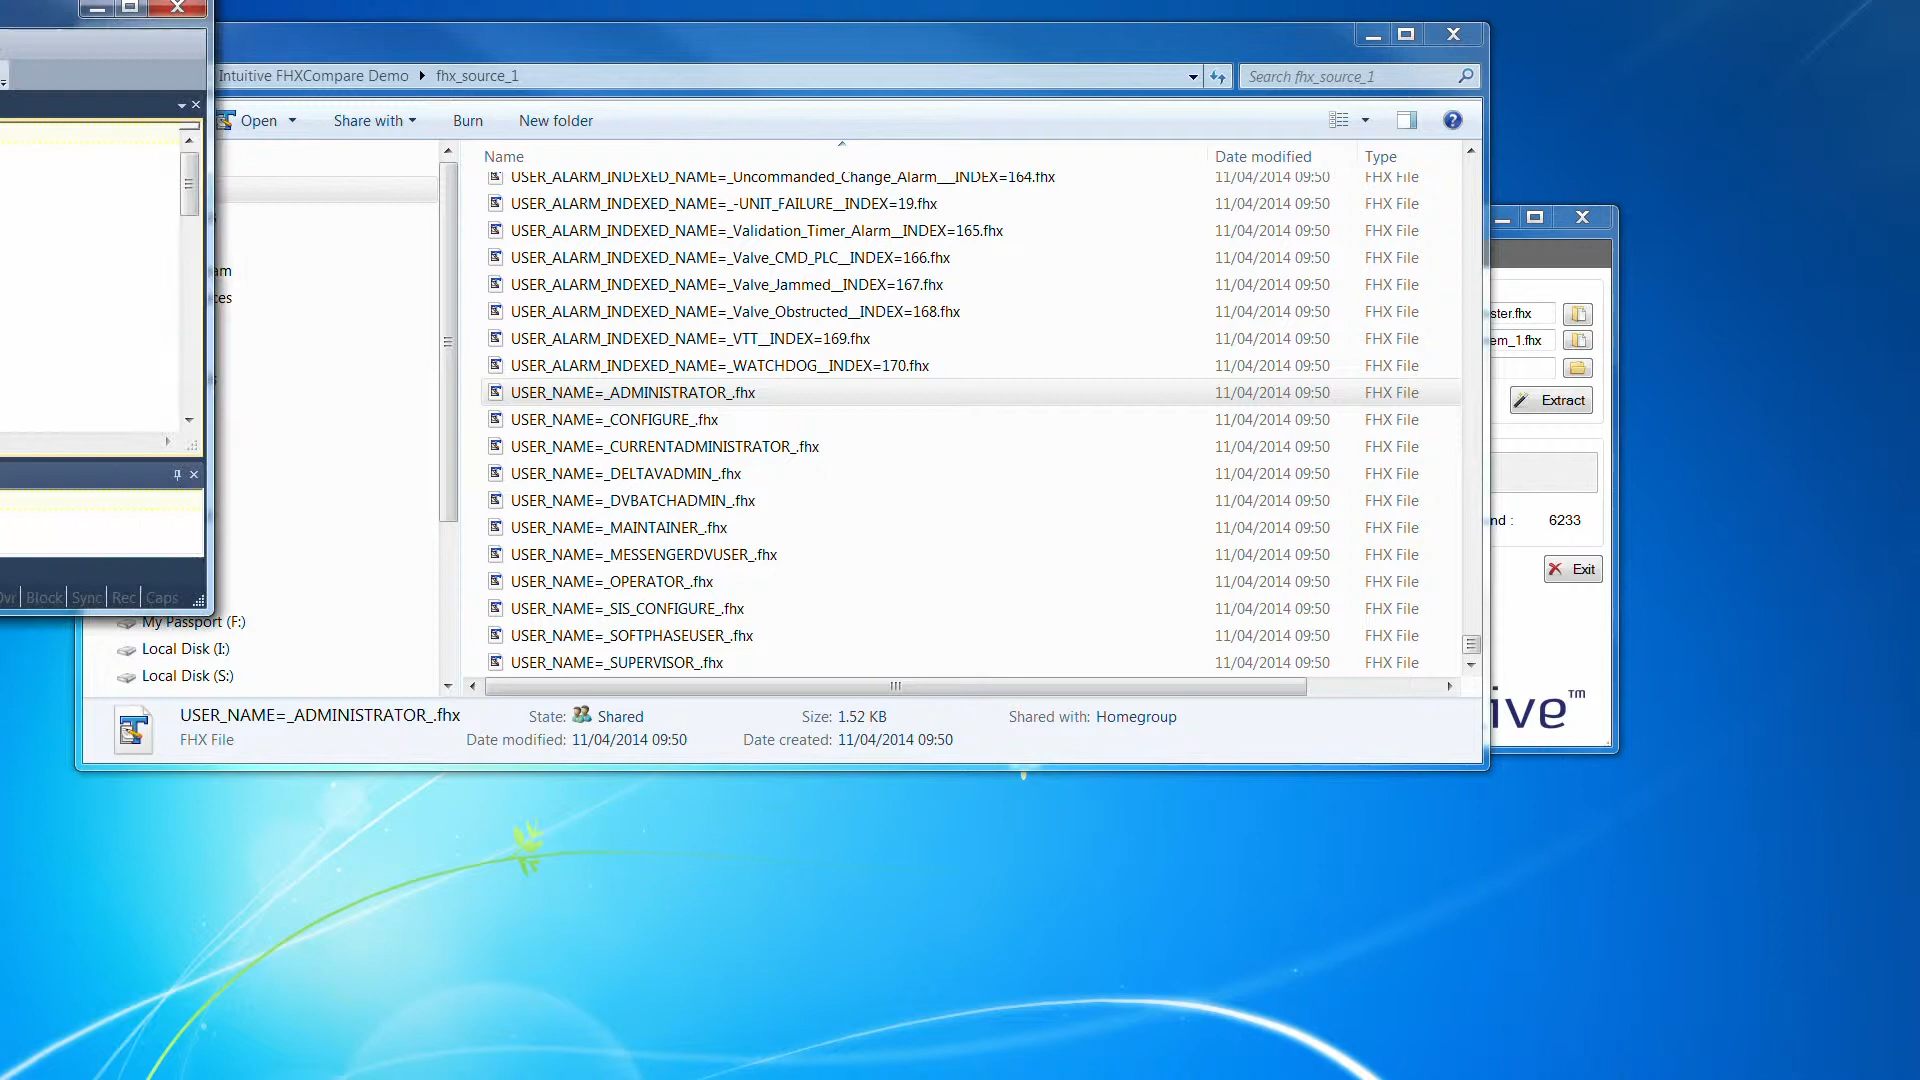 Intuitive FHXCompare Demo fhx_source_1
Search fhx_source_1
Open Share with Burn New folder
Name Date modified Type
USER_ALARM_INDEXED_NAME=_Uncommanded_Change_Alarm__INDEX=164.fhx 11/04/2014 09:50 FHX File
USER_ALARM_INDEXED_NAME=_-UNIT_FAILURE__INDEX=19.fhx 11/04/2014 09:50 FHX File
USER_ALARM_INDEXED_NAME=_Validation_Timer_Alarm__INDEX=165.fhx 11/04/2014 09:50 FHX File
USER_ALARM_INDEXED_NAME=_Valve_CMD_PLC__INDEX=166.fhx 11/04/2014 09:50 FHX File
USER_ALARM_INDEXED_NAME=_Valve_Jammed__INDEX=167.fhx 11/04/2014 09:50 FHX File
USER_ALARM_INDEXED_NAME=_Valve_Obstructed__INDEX=168.fhx 11/04/2014 09:50 FHX File
USER_ALARM_INDEXED_NAME=_VTT__INDEX=169.fhx 11/04/2014 09:50 FHX File
USER_ALARM_INDEXED_NAME=_WATCHDOG__INDEX=170.fhx 11/04/2014 09:50 FHX File
USER_NAME=_ADMINISTRATOR_.fhx 11/04/2014 09:50 FHX File
USER_NAME=_CONFIGURE_.fhx 11/04/2014 09:50 FHX File
USER_NAME=_CURRENTADMINISTRATOR_.fhx 11/04/2014 09:50 FHX File
USER_NAME=_DELTAVADMIN_.fhx 11/04/2014 09:50 FHX File
USER_NAME=_DVBATCHADMIN_.fhx 11/04/2014 09:50 FHX File
USER_NAME=_MAINTAINER_.fhx 11/04/2014 09:50 FHX File
USER_NAME=_MESSENGERDVUSER_.fhx 11/04/2014 09:50 FHX File
USER_NAME=_OPERATOR_.fhx 11/04/2014 09:50 FHX File
USER_NAME=_SIS_CONFIGURE_.fhx 11/04/2014 09:50 FHX File
USER_NAME=_SOFTPHASEUSER_.fhx 11/04/2014 09:50 FHX File
USER_NAME=_SUPERVISOR_.fhx 11/04/2014 09:50 FHX File
am
ces
Ovr Block Sync Rec Caps
My Passport (F:)
Local Disk (I:)
Local Disk (S:)
USER_NAME=_ADMINISTRATOR_.fhx State: Shared Size: 1.52 KB Shared with: Homegroup
FHX File Date modified: 11/04/2014 09:50 Date created: 11/04/2014 09:50
ster.fhx
em_1.fhx
Extract
nd : 6233
Exit
ive™